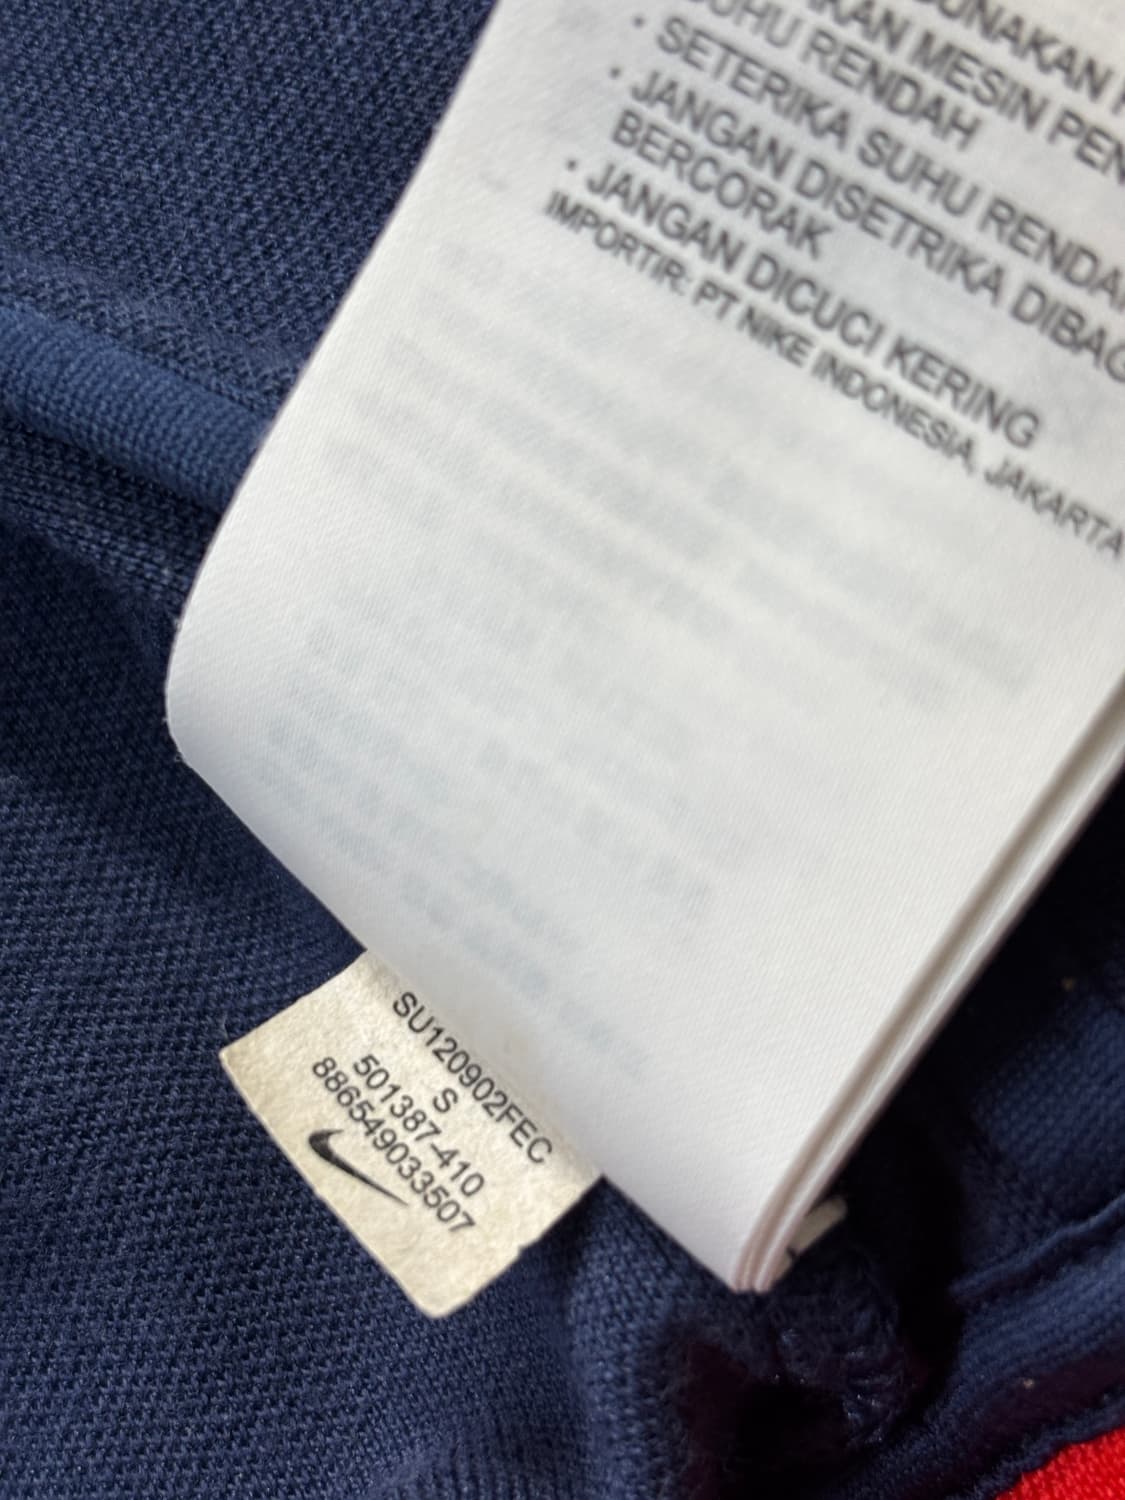 GUNAKAN
MESIN
SUHU RENDAH
• SETERIKA SUHU RENDA
• JANGAN DISETRIKA DIBAG
BERCORAK
• JANGAN DICUCI KERING
IMPORTIR: PT NIKE INDONESIA, JAKARTA
SU120902FEC
S
501387-410
886549033507